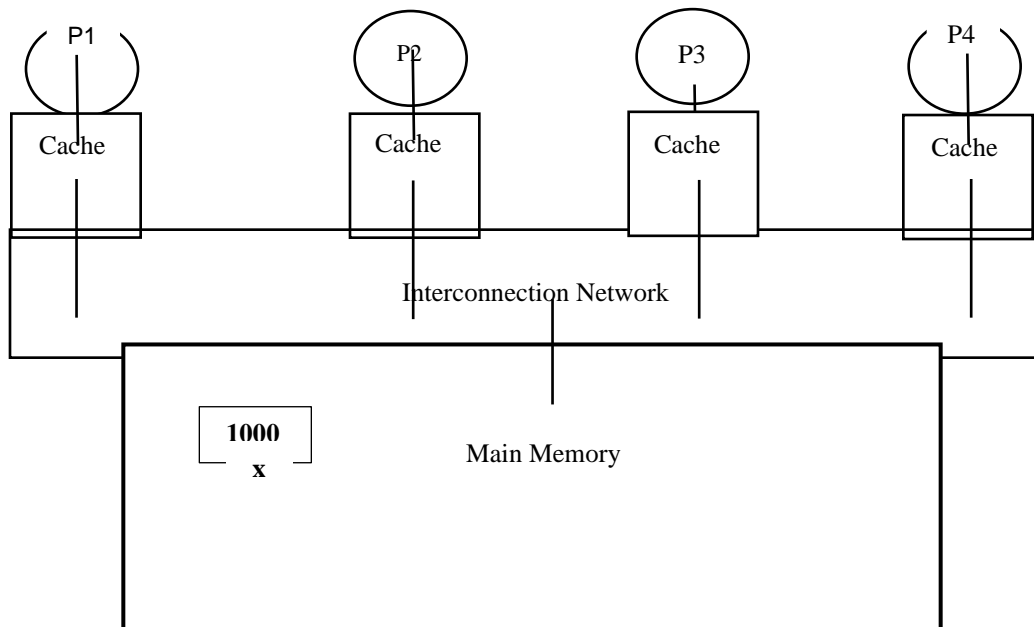 P1
P2
P3
P4
Cache
Cache
Cache
Cache
Interconnection Network
1000
x
Main Memory